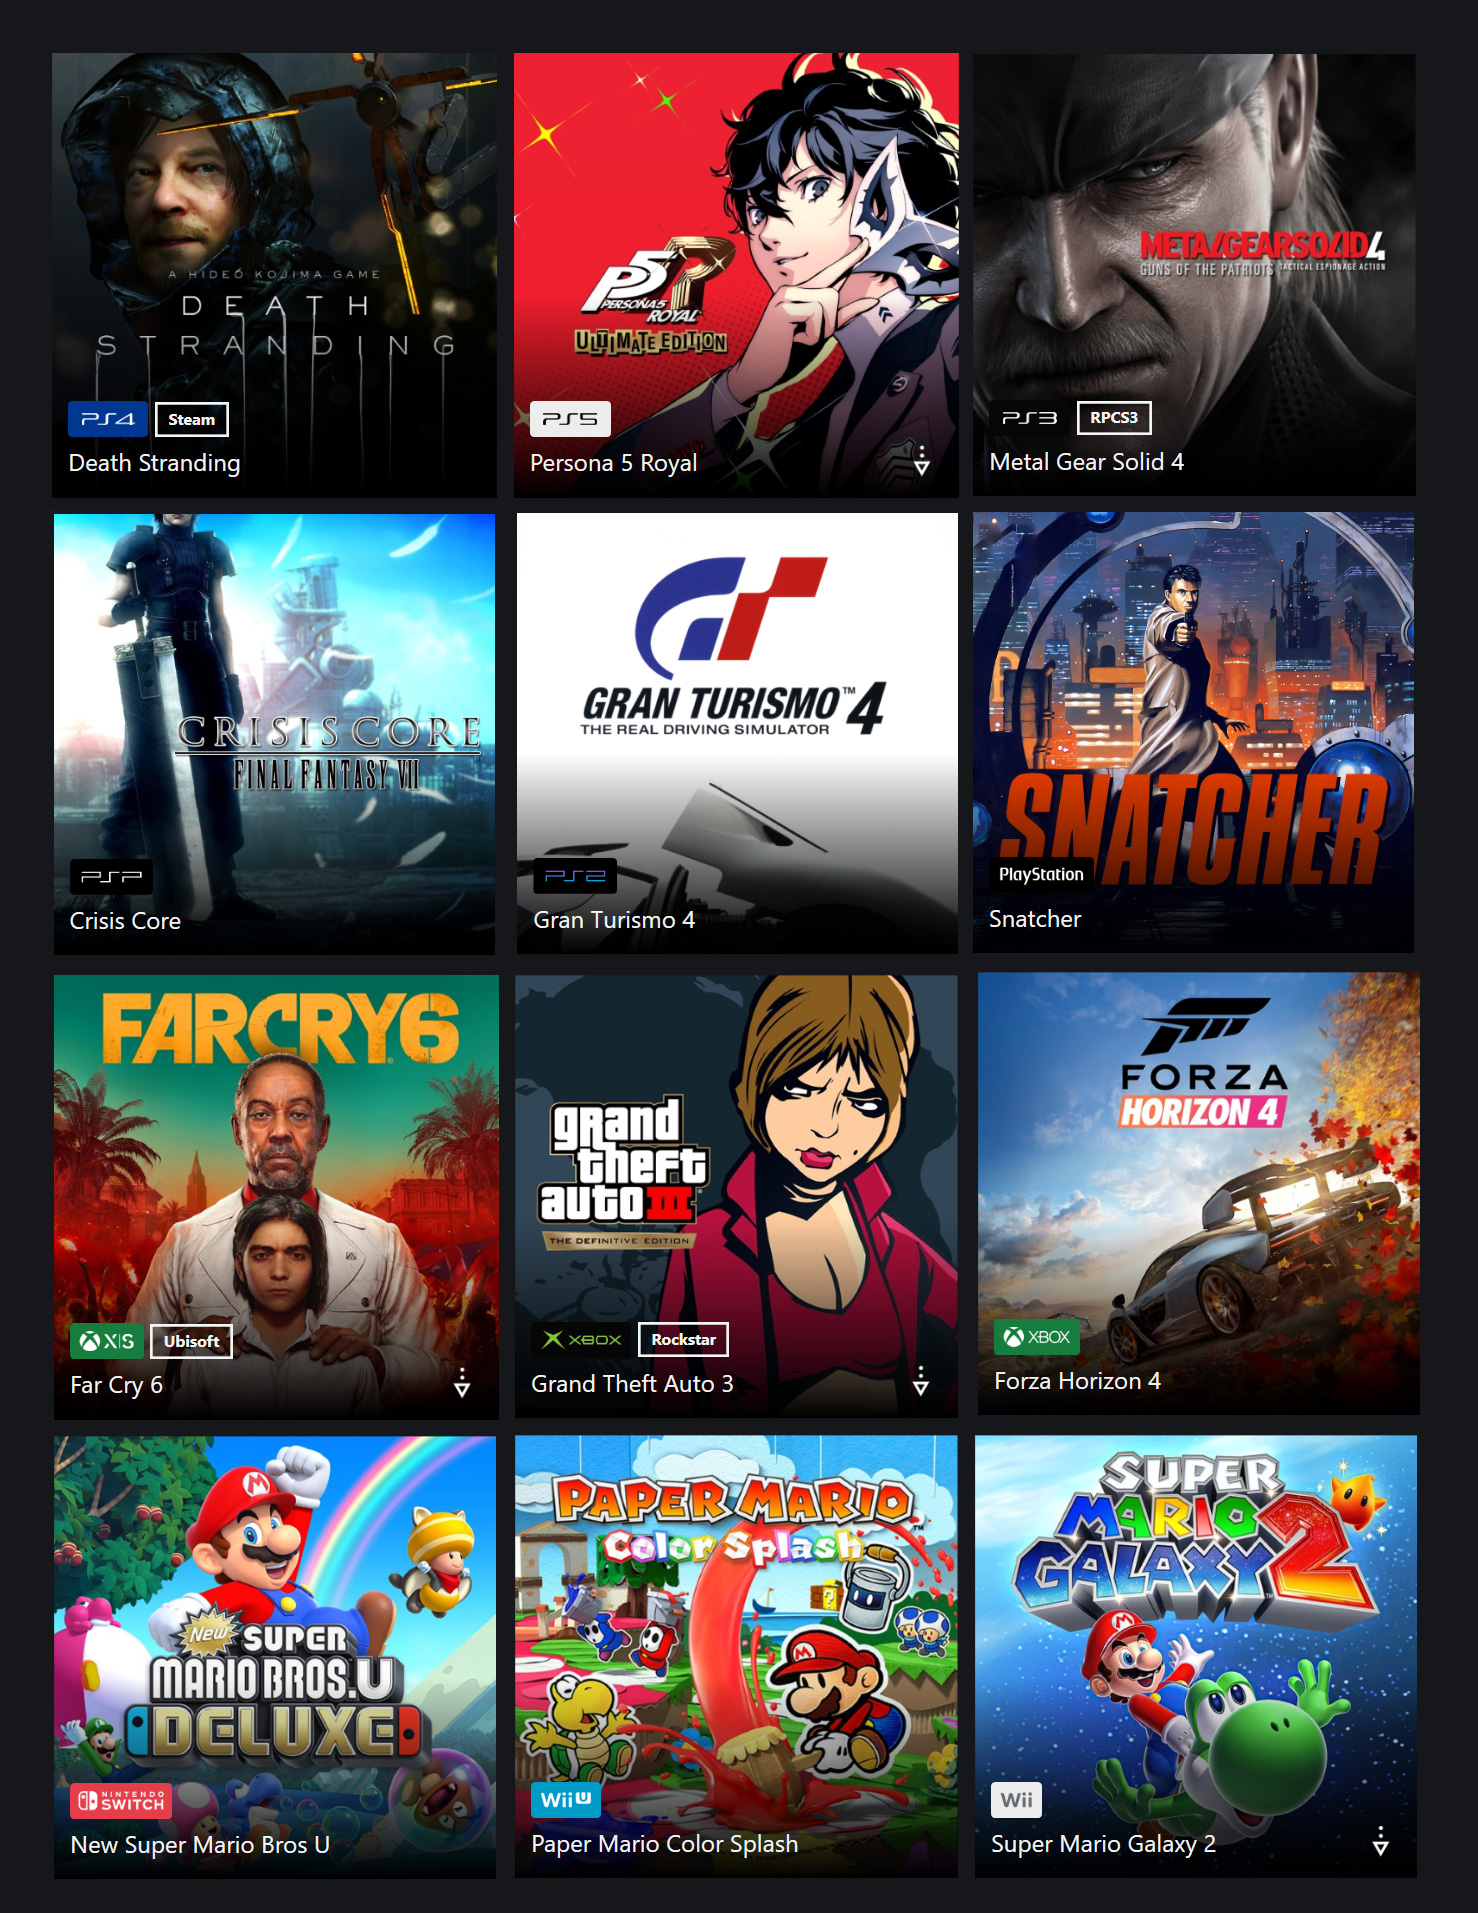 A HIDEO KOJIMA GAME
DEATH
STRANDING
PS4 Steam
Death Stranding
P5R
PERSONA5
ROYAL
ULTIMATE EDITION
PS5
Persona 5 Royal
METAL GEAR SOLID 4
GUNS OF THE PATRIOTS TACTICAL ESPIONAGE ACTION
PS3 RPCS3
Metal Gear Solid 4
CRISIS CORE
FINAL FANTASY VII
PSP
Crisis Core
GT
GRAN TURISMO™ 4
THE REAL DRIVING SIMULATOR
PS2
Gran Turismo 4
SNATCHER
PlayStation
Snatcher
FARCRY6
X|S Ubisoft
Far Cry 6
grand
theft
auto III
THE DEFINITIVE EDITION
XBOX Rockstar
Grand Theft Auto 3
FORZA
HORIZON 4
XBOX
Forza Horizon 4
M
New SUPER
MARIO BROS. U
DELUXE
NINTENDO
SWITCH
New Super Mario Bros U
PAPER MARIO™
Color Splash
?
M
Wii U
Paper Mario Color Splash
SUPER
MARIO
GALAXY 2™
M
Wii
Super Mario Galaxy 2